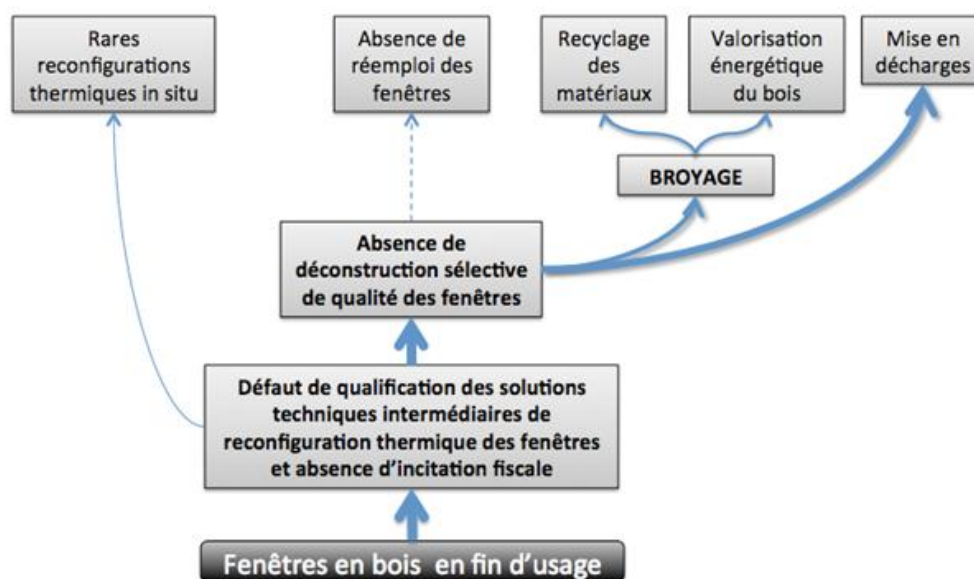 Rares
reconfigurations
thermiques in situ
Absence de
réemploi des
fenêtres
Recyclage
des
matériaux
Valorisation
énergétique
du bois
Mise en
décharges
BROYAGE
Absence de
déconstruction sélective
de qualité des fenêtres
Défaut de qualification des solutions
techniques intermédiaires de
reconfiguration thermique des fenêtres
et absence d'incitation fiscale
Fenêtres en bois en fin d'usage